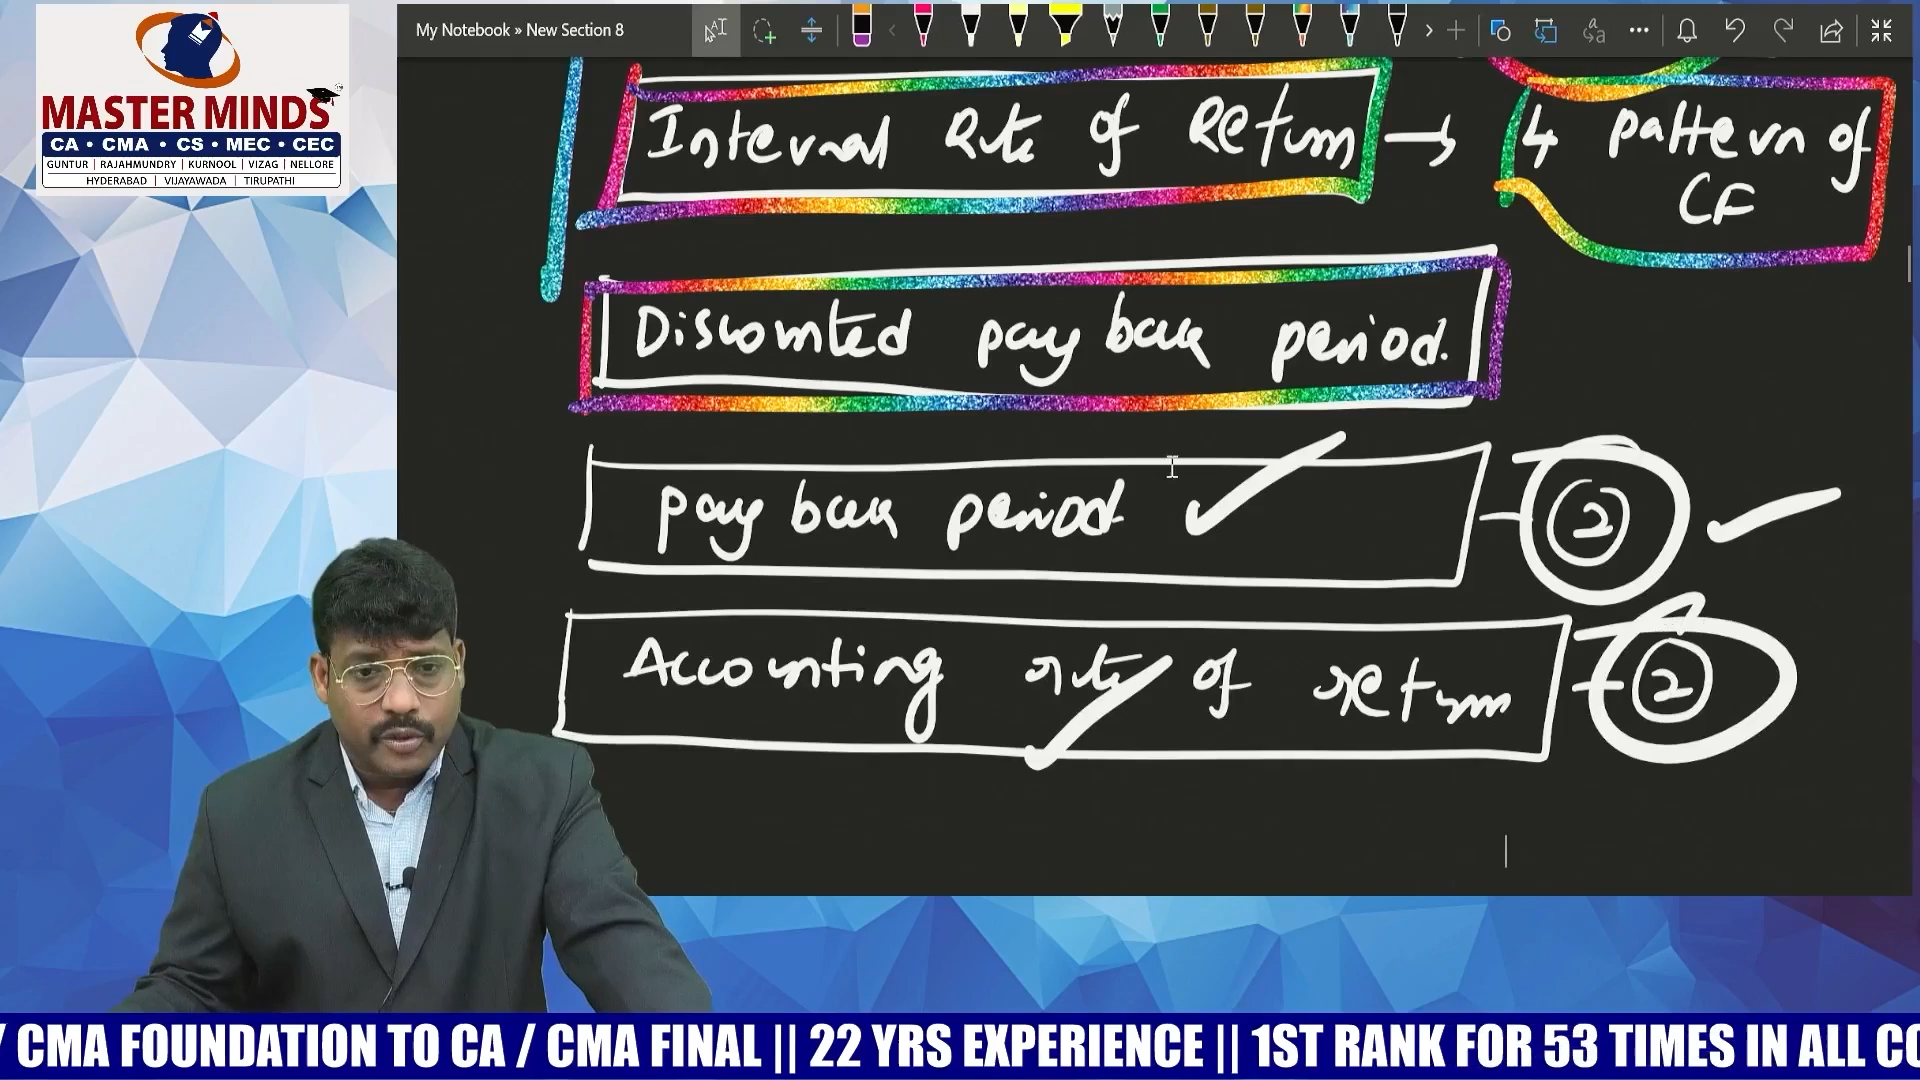 MASTER MINDS
CA • CMA • CS • MEC • CEC
GUNTUR | RAJAHMUNDRY | KURNOOL | VIZAG | NELLORE
HYDERABAD | VIJAYAWADA | TIRUPATHI
My Notebook » New Section 8
Internal Rate of Return → 4 pattern of
CF
Discounted pay back period.
pay back period ✓ - 2 ✓
Accounting rate of return - 2
/ CMA FOUNDATION TO CA / CMA FINAL || 22 YRS EXPERIENCE || 1ST RANK FOR 53 TIMES IN ALL